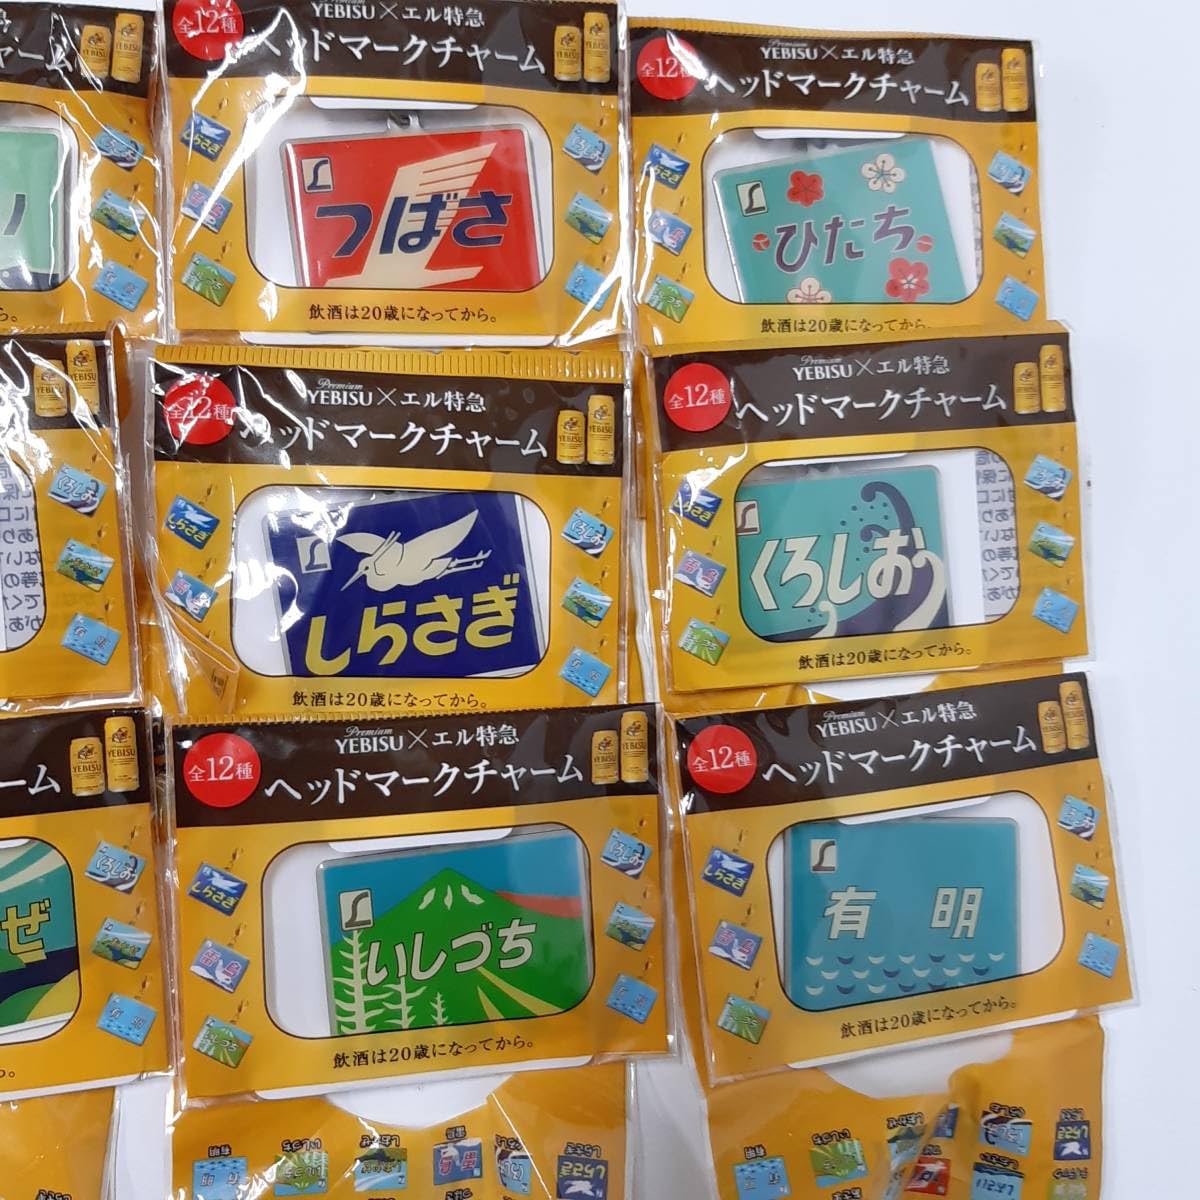 全12種
Premium
YEBISU×エル特急
ヘッドマークチャーム
つばさ
飲酒は20歳になってから。
全12種
Premium
YEBISU×エル特急
ヘッドマークチャーム
ひたち
飲酒は20歳になってから。
全12種
Premium
YEBISU×エル特急
ヘッドマークチャーム
しらさぎ
飲酒は20歳になってから。
全12種
Premium
YEBISU×エル特急
ヘッドマークチャーム
くろしお
飲酒は20歳になってから。
ーム
ぜ
全12種
Premium
YEBISU×エル特急
ヘッドマークチャーム
いしづち
飲酒は20歳になってから。
全12種
Premium
YEBISU×エル特急
ヘッドマークチャーム
有明
飲酒は20歳になってから。